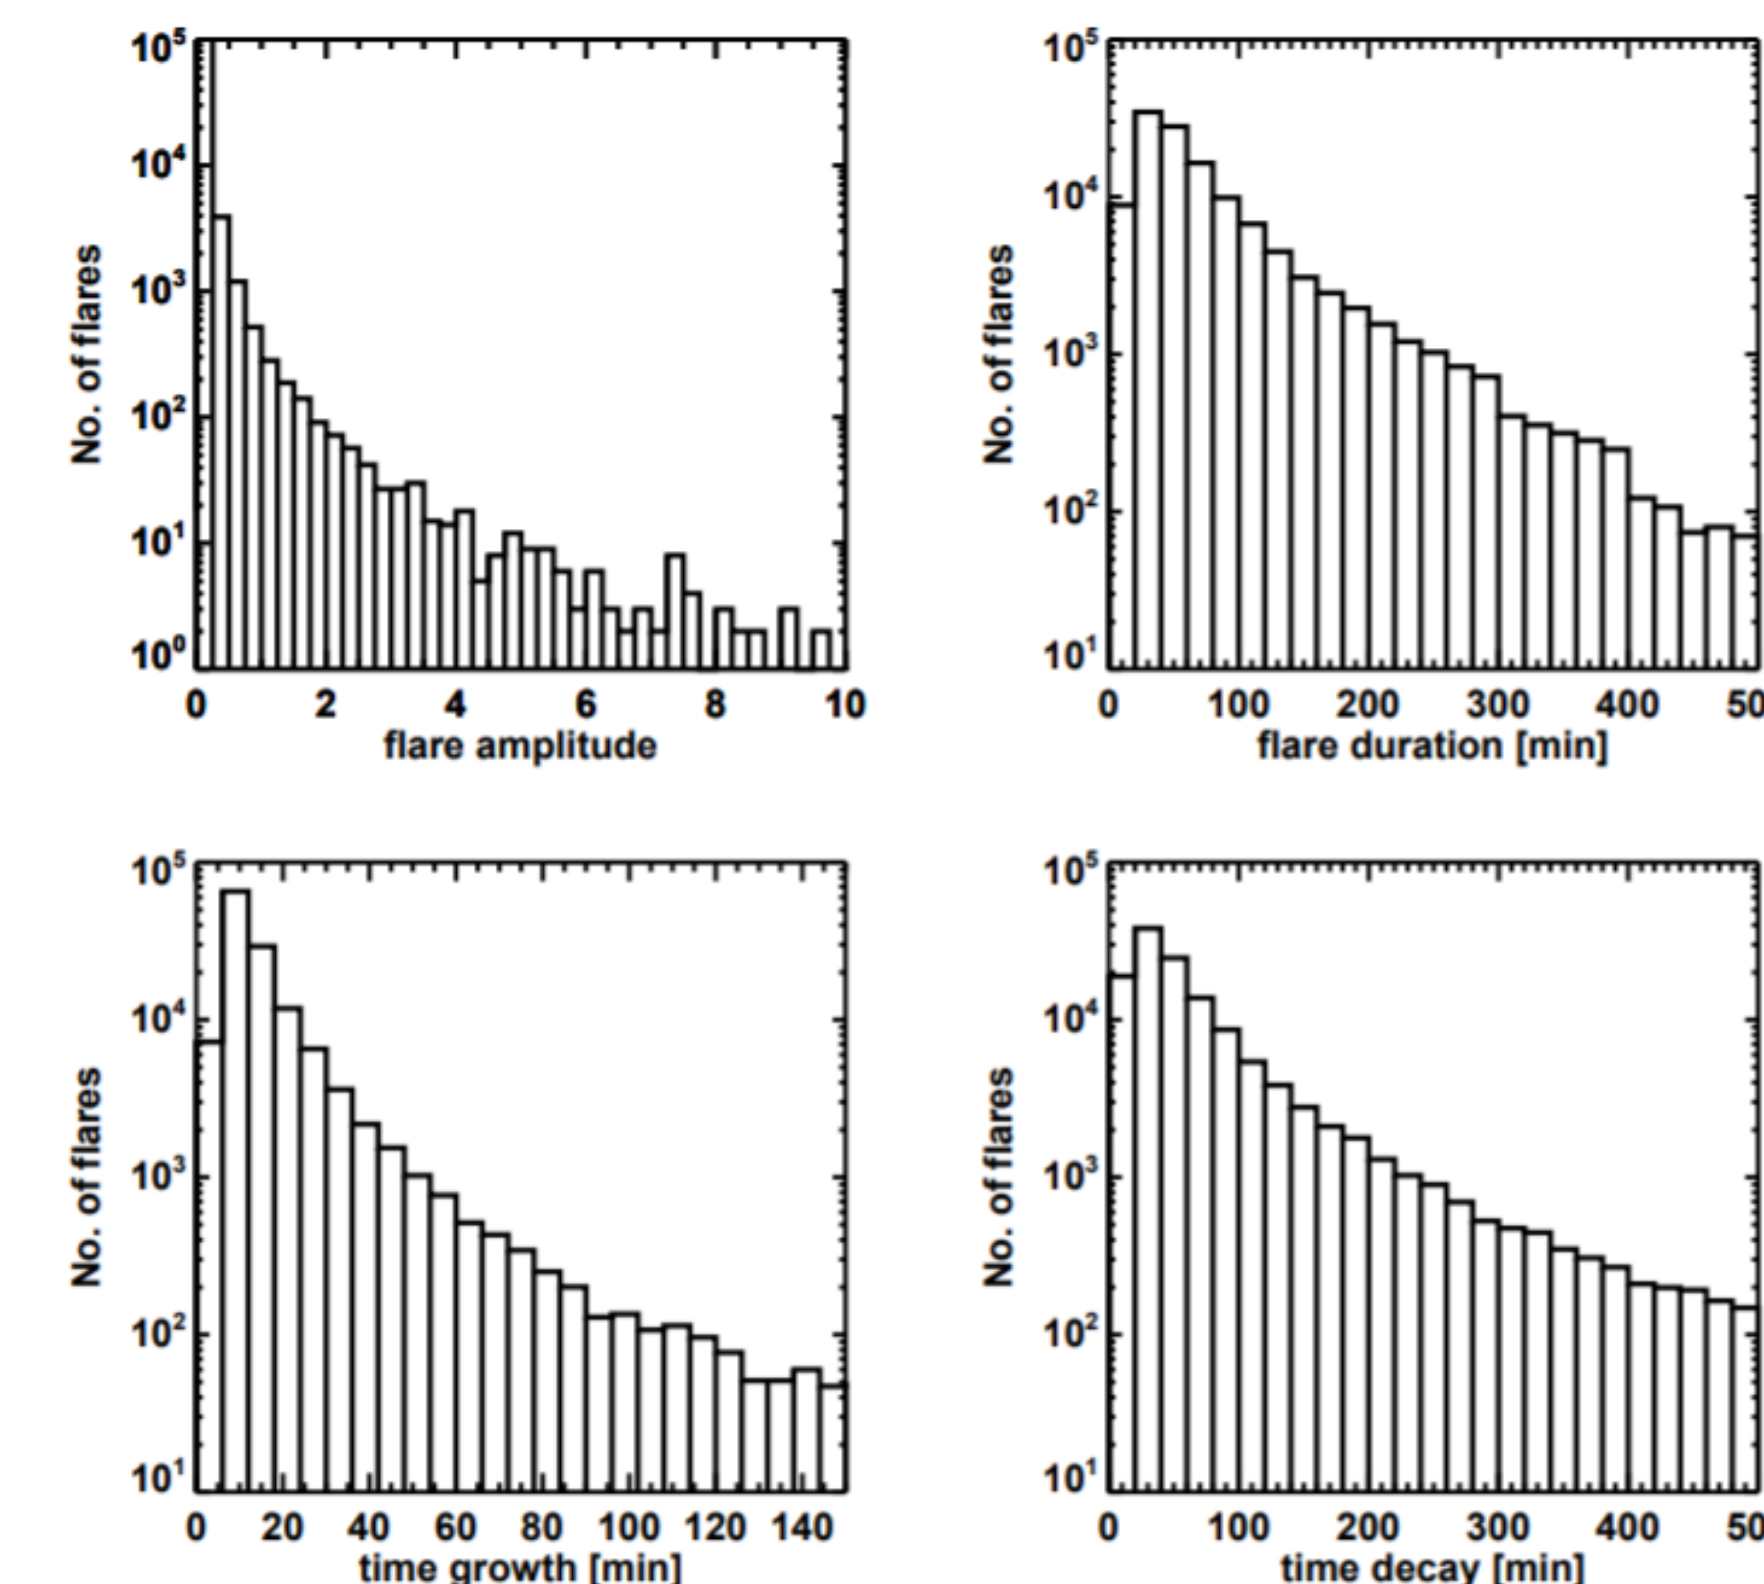 No. of flares
10⁵
10⁴
10³
10²
10¹
10⁰
0 2 4 6 8 10
flare amplitude
No. of flares
10⁵
10⁴
10³
10²
10¹
0 100 200 300 400 50
flare duration [min]
No. of flares
10⁵
10⁴
10³
10²
10¹
0 20 40 60 80 100 120 140
time growth [min]
No. of flares
10⁵
10⁴
10³
10²
10¹
0 100 200 300 400 50
time decay [min]